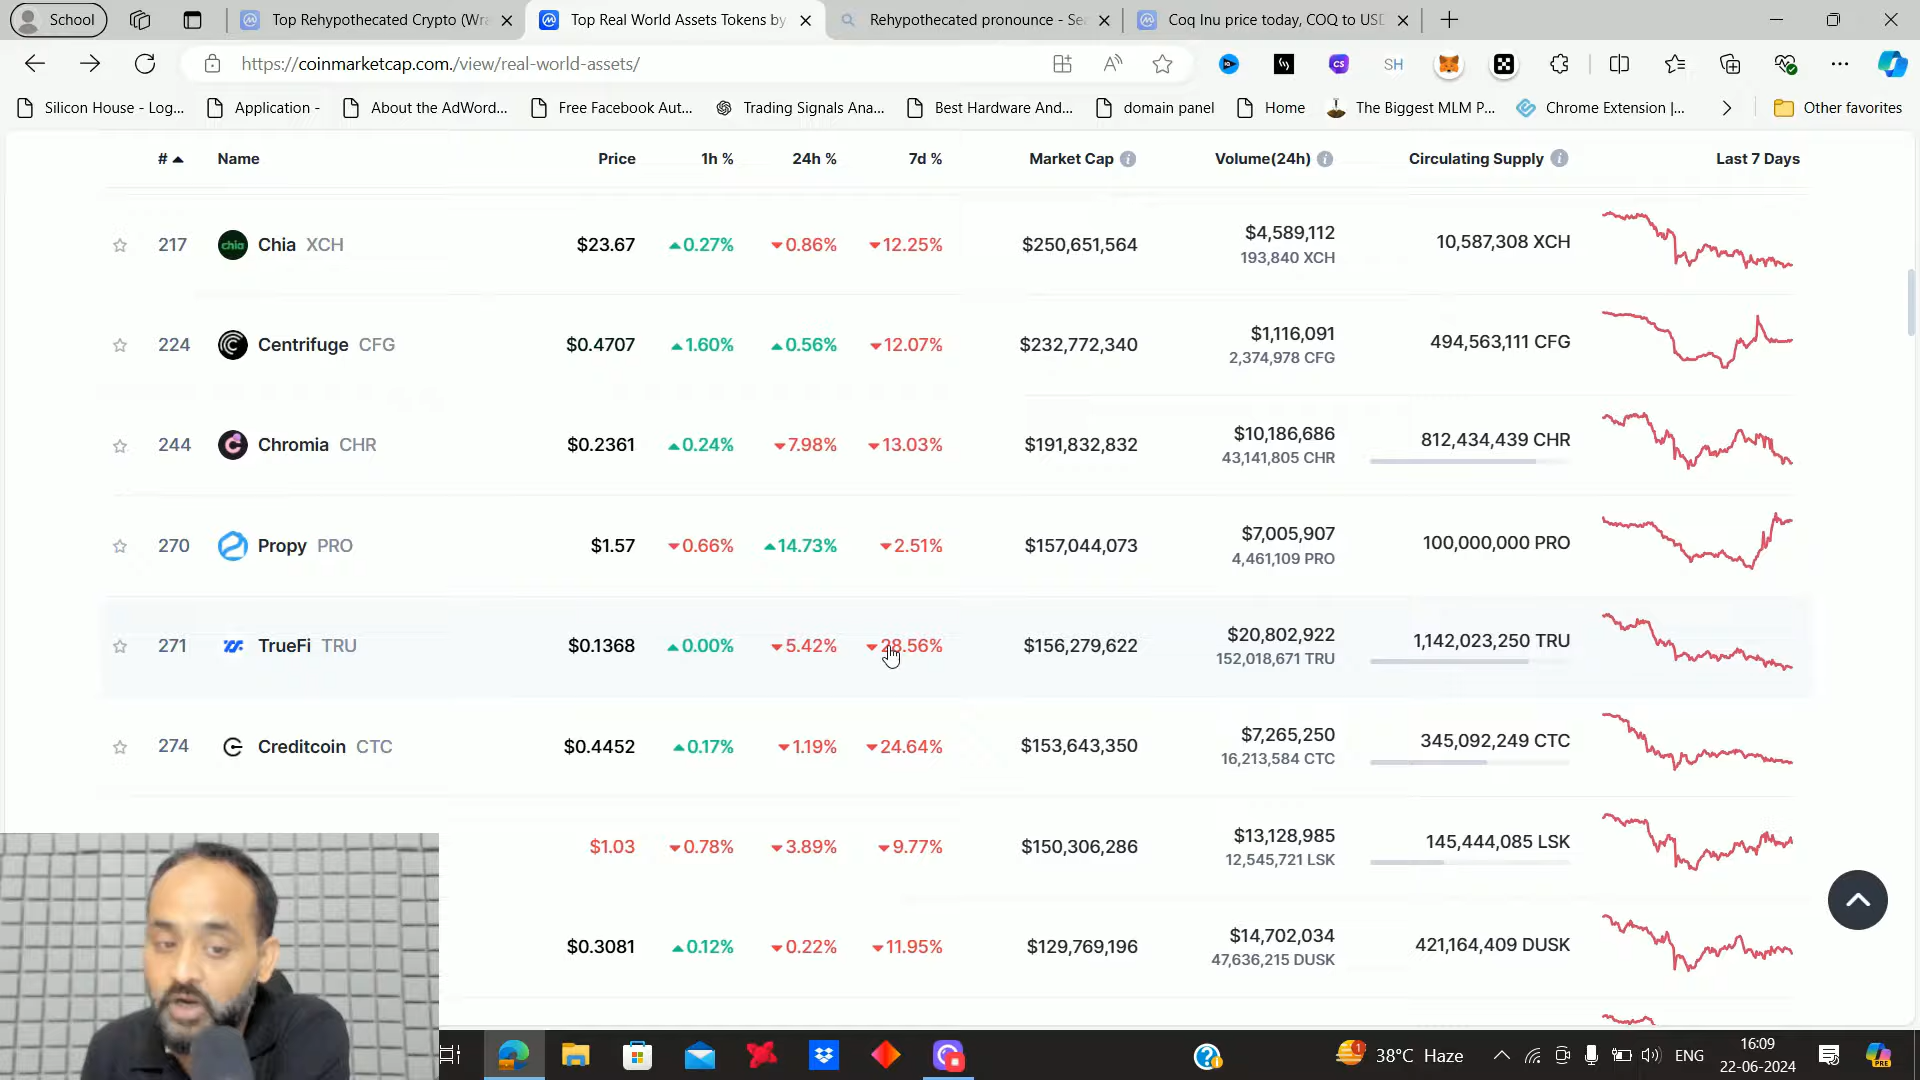 School
Top Rehypothecated Crypto (Wra
Top Real World Assets Tokens by
Rehypothecated pronounce - Se
Coq Inu price today, COQ to USD
https://coinmarketcap.com./view/real-world-assets/
Silicon House - Log...
Application -
About the AdWord...
Free Facebook Aut...
Trading Signals Ana...
Best Hardware And...
domain panel
Home
The Biggest MLM P...
Chrome Extension |...
Other favorites
# Name Price 1h % 24h % 7d % Market Cap Volume(24h) Circulating Supply Last 7 Days
217 Chia XCH $23.67 0.27% 0.86% 12.25% $250,651,564 $4,589,112 10,587,308 XCH
193,840 XCH
224 Centrifuge CFG $0.4707 1.60% 0.56% 12.07% $232,772,340 $1,116,091 494,563,111 CFG
2,374,978 CFG
244 Chromia CHR $0.2361 0.24% 7.98% 13.03% $191,832,832 $10,186,686 812,434,439 CHR
43,141,805 CHR
270 Propy PRO $1.57 0.66% 14.73% 2.51% $157,044,073 $7,005,907 100,000,000 PRO
4,461,109 PRO
271 TrueFi TRU $0.1368 0.00% 5.42% 28.56% $156,279,622 $20,802,922 1,142,023,250 TRU
152,018,671 TRU
274 Creditcoin CTC $0.4452 0.17% 1.19% 24.64% $153,643,350 $7,265,250 345,092,249 CTC
16,213,584 CTC
$1.03 0.78% 3.89% 9.77% $150,306,286 $13,128,985 145,444,085 LSK
12,545,721 LSK
$0.3081 0.12% 0.22% 11.95% $129,769,196 $14,702,034 421,164,409 DUSK
47,636,215 DUSK
38°C Haze
ENG
16:09
22-06-2024